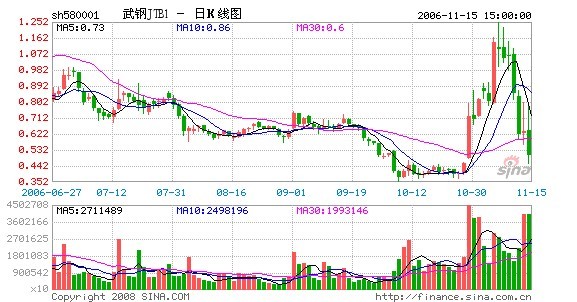 sh580001 武钢JTB1 - 日K线图 2006-11-15 15:00:00
MA5:0.73 MA10:0.86 MA30:0.6
1.252
1.162
1.072
0.982
0.892
0.802
0.712
0.622
0.532
0.442
0.352
sina
2006-06-27 07-12 07-31 08-16 09-01 09-19 10-12 10-30 11-15
MA5:2711489 MA10:2498196 MA30:1993146
4502708
3602166
2701625
1801083
900542
×10
Copyright 2008 SINA.COM http://finance.sina.com.cn